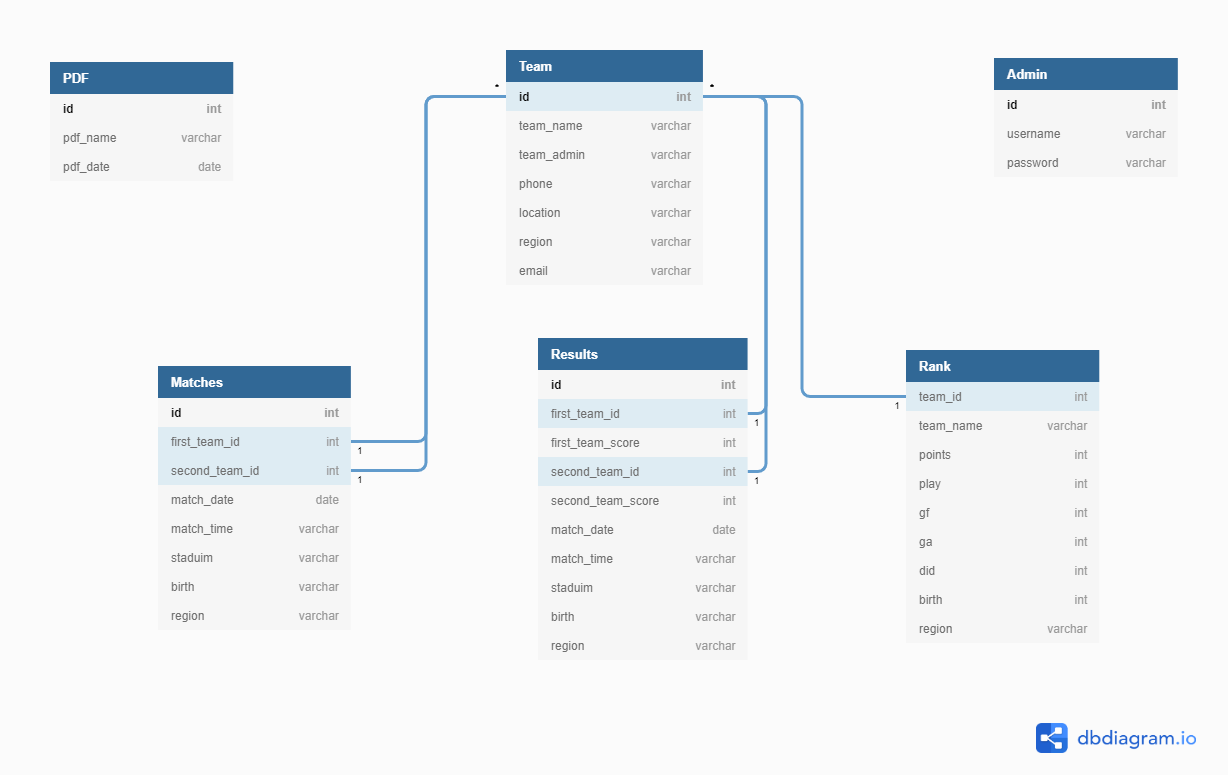 PDF
id int
pdf_name varchar
pdf_date date
Team
* *
id int
team_name varchar
team_admin varchar
phone varchar
location varchar
region varchar
email varchar
Admin
id int
username varchar
password varchar
Matches
id int
first_team_id int
1
second_team_id int
1
match_date date
match_time varchar
staduim varchar
birth varchar
region varchar
Results
id int
first_team_id int
1
first_team_score int
second_team_id int
1
second_team_score int
match_date date
match_time varchar
staduim varchar
birth varchar
region varchar
Rank
team_id int
1
team_name varchar
points int
play int
gf int
ga int
did int
birth int
region varchar
dbdiagram.io